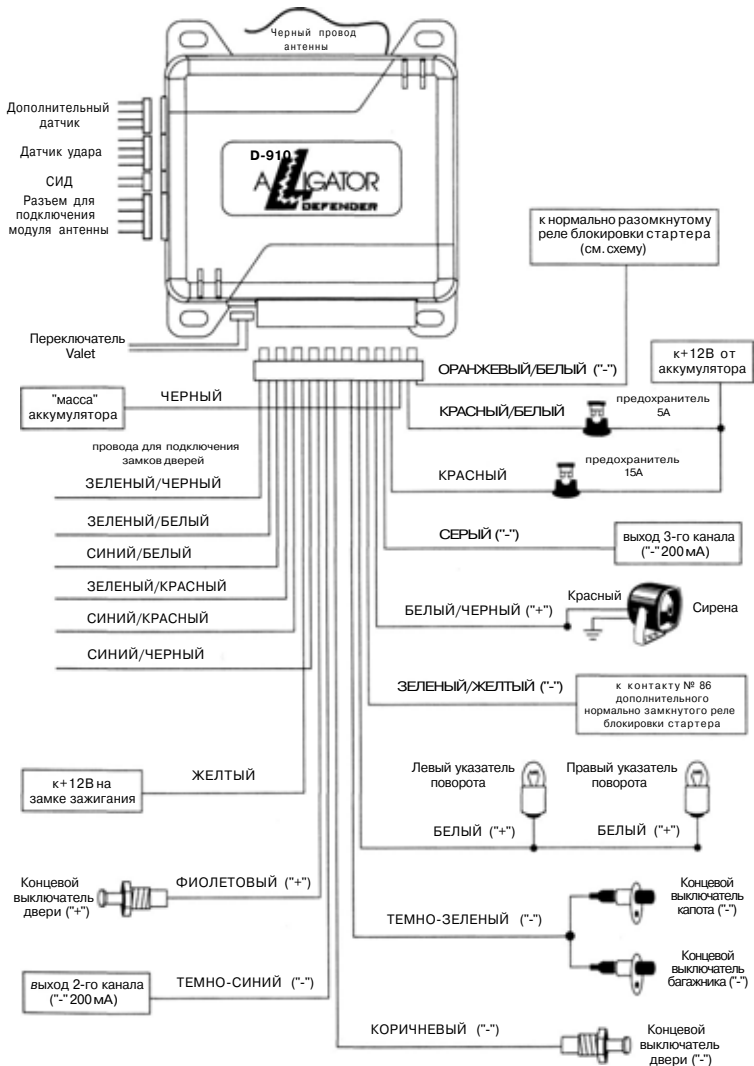 Черный провод
антенны
Дополнительный
датчик
Датчик удара
СИД
Разъем для
подключения
модуля антенны
D-910
ALLIGATOR
DEFENDER
Переключатель
Valet
к нормально разомкнутому
реле блокировки стартера
(см. схему)
к+12В от
аккумулятора
ОРАНЖЕВЫЙ/БЕЛЫЙ ("-")
"масса"
аккумулятора
ЧЕРНЫЙ
КРАСНЫЙ/БЕЛЫЙ
предохранитель
5А
провода для подключения
замков дверей
КРАСНЫЙ
предохранитель
15А
ЗЕЛЕНЫЙ/ЧЕРНЫЙ
ЗЕЛЕНЫЙ/БЕЛЫЙ
СИНИЙ/БЕЛЫЙ
ЗЕЛЕНЫЙ/КРАСНЫЙ
СИНИЙ/КРАСНЫЙ
СИНИЙ/ЧЕРНЫЙ
СЕРЫЙ ("-")
выход 3-го канала
("-" 200 мА)
БЕЛЫЙ/ЧЕРНЫЙ ("+")
Красный
Сирена
ЗЕЛЕНЫЙ/ЖЕЛТЫЙ ("-")
к контакту № 86
дополнительного
нормально замкнутого реле
блокировки стартера
к+12В на
замке зажигания
ЖЕЛТЫЙ
Левый указатель
поворота
Правый указатель
поворота
БЕЛЫЙ ("+")
БЕЛЫЙ ("+")
Концевой
выключатель
двери ("+")
ФИОЛЕТОВЫЙ ("+")
ТЕМНО-ЗЕЛЕНЫЙ ("-")
Концевой
выключатель
капота ("-")
Концевой
выключатель
багажника ("-")
выход 2-го канала
("-" 200 мА)
ТЕМНО-СИНИЙ ("-")
КОРИЧНЕВЫЙ ("-")
Концевой
выключатель
двери ("-")